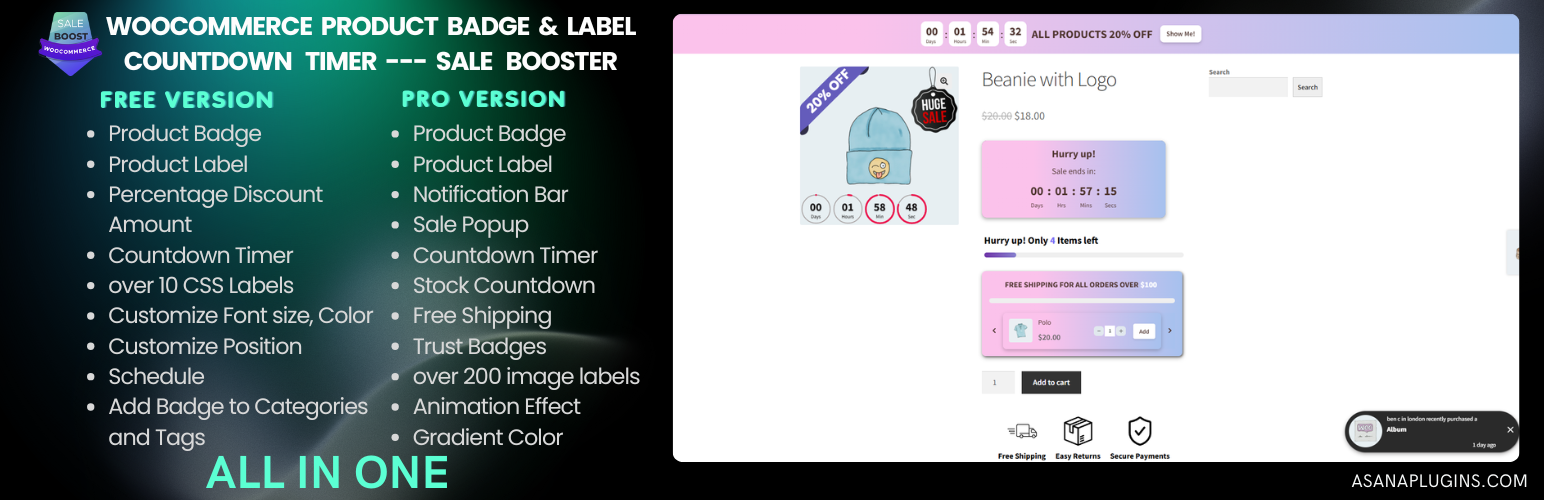 SALE
BOOST
WOOCOMMERCE
WOOCOMMERCE PRODUCT BADGE & LABEL
COUNTDOWN TIMER --- SALE BOOSTER
FREE VERSION
• Product Badge
• Product Label
• Percentage Discount
Amount
• Countdown Timer
• over 10 CSS Labels
• Customize Font size, Color
• Customize Position
• Schedule
• Add Badge to Categories
and Tags
PRO VERSION
• Product Badge
• Product Label
• Notification Bar
• Sale Popup
• Countdown Timer
• Stock Countdown
• Free Shipping
• Trust Badges
• over 200 image labels
• Animation Effect
• Gradient Color
ALL IN ONE
00 : 01 : 54 : 32 ALL PRODUCTS 20% OFF Show Me!
Days Hours Min Sec
20% OFF
HUGE
SALE
00 01 58 48
Days Hours Min Sec
Beanie with Logo
$20.00 $18.00
Hurry up!
Sale ends in:
00 : 01 : 57 : 15
Days Hrs Mins Secs
Hurry up! Only 4 Items left
FREE SHIPPING FOR ALL ORDERS OVER $100
‹ Polo - 1 + Add ›
$20.00
1 Add to cart
Free Shipping Easy Returns Secure Payments
Search
Search
ben c in london recently purchased a
Album
1 day ago
ASANAPLUGINS.COM